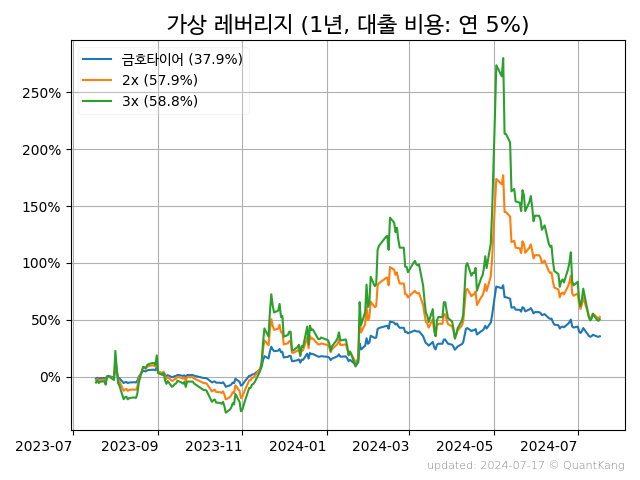 가상 레버리지 (1년, 대출 비용: 연 5%)
금호타이어 (37.9%)
2x (57.9%)
3x (58.8%)
250%
200%
150%
100%
50%
0%
2023-07 2023-09 2023-11 2024-01 2024-03 2024-05 2024-07
updated: 2024-07-17 © QuantKang